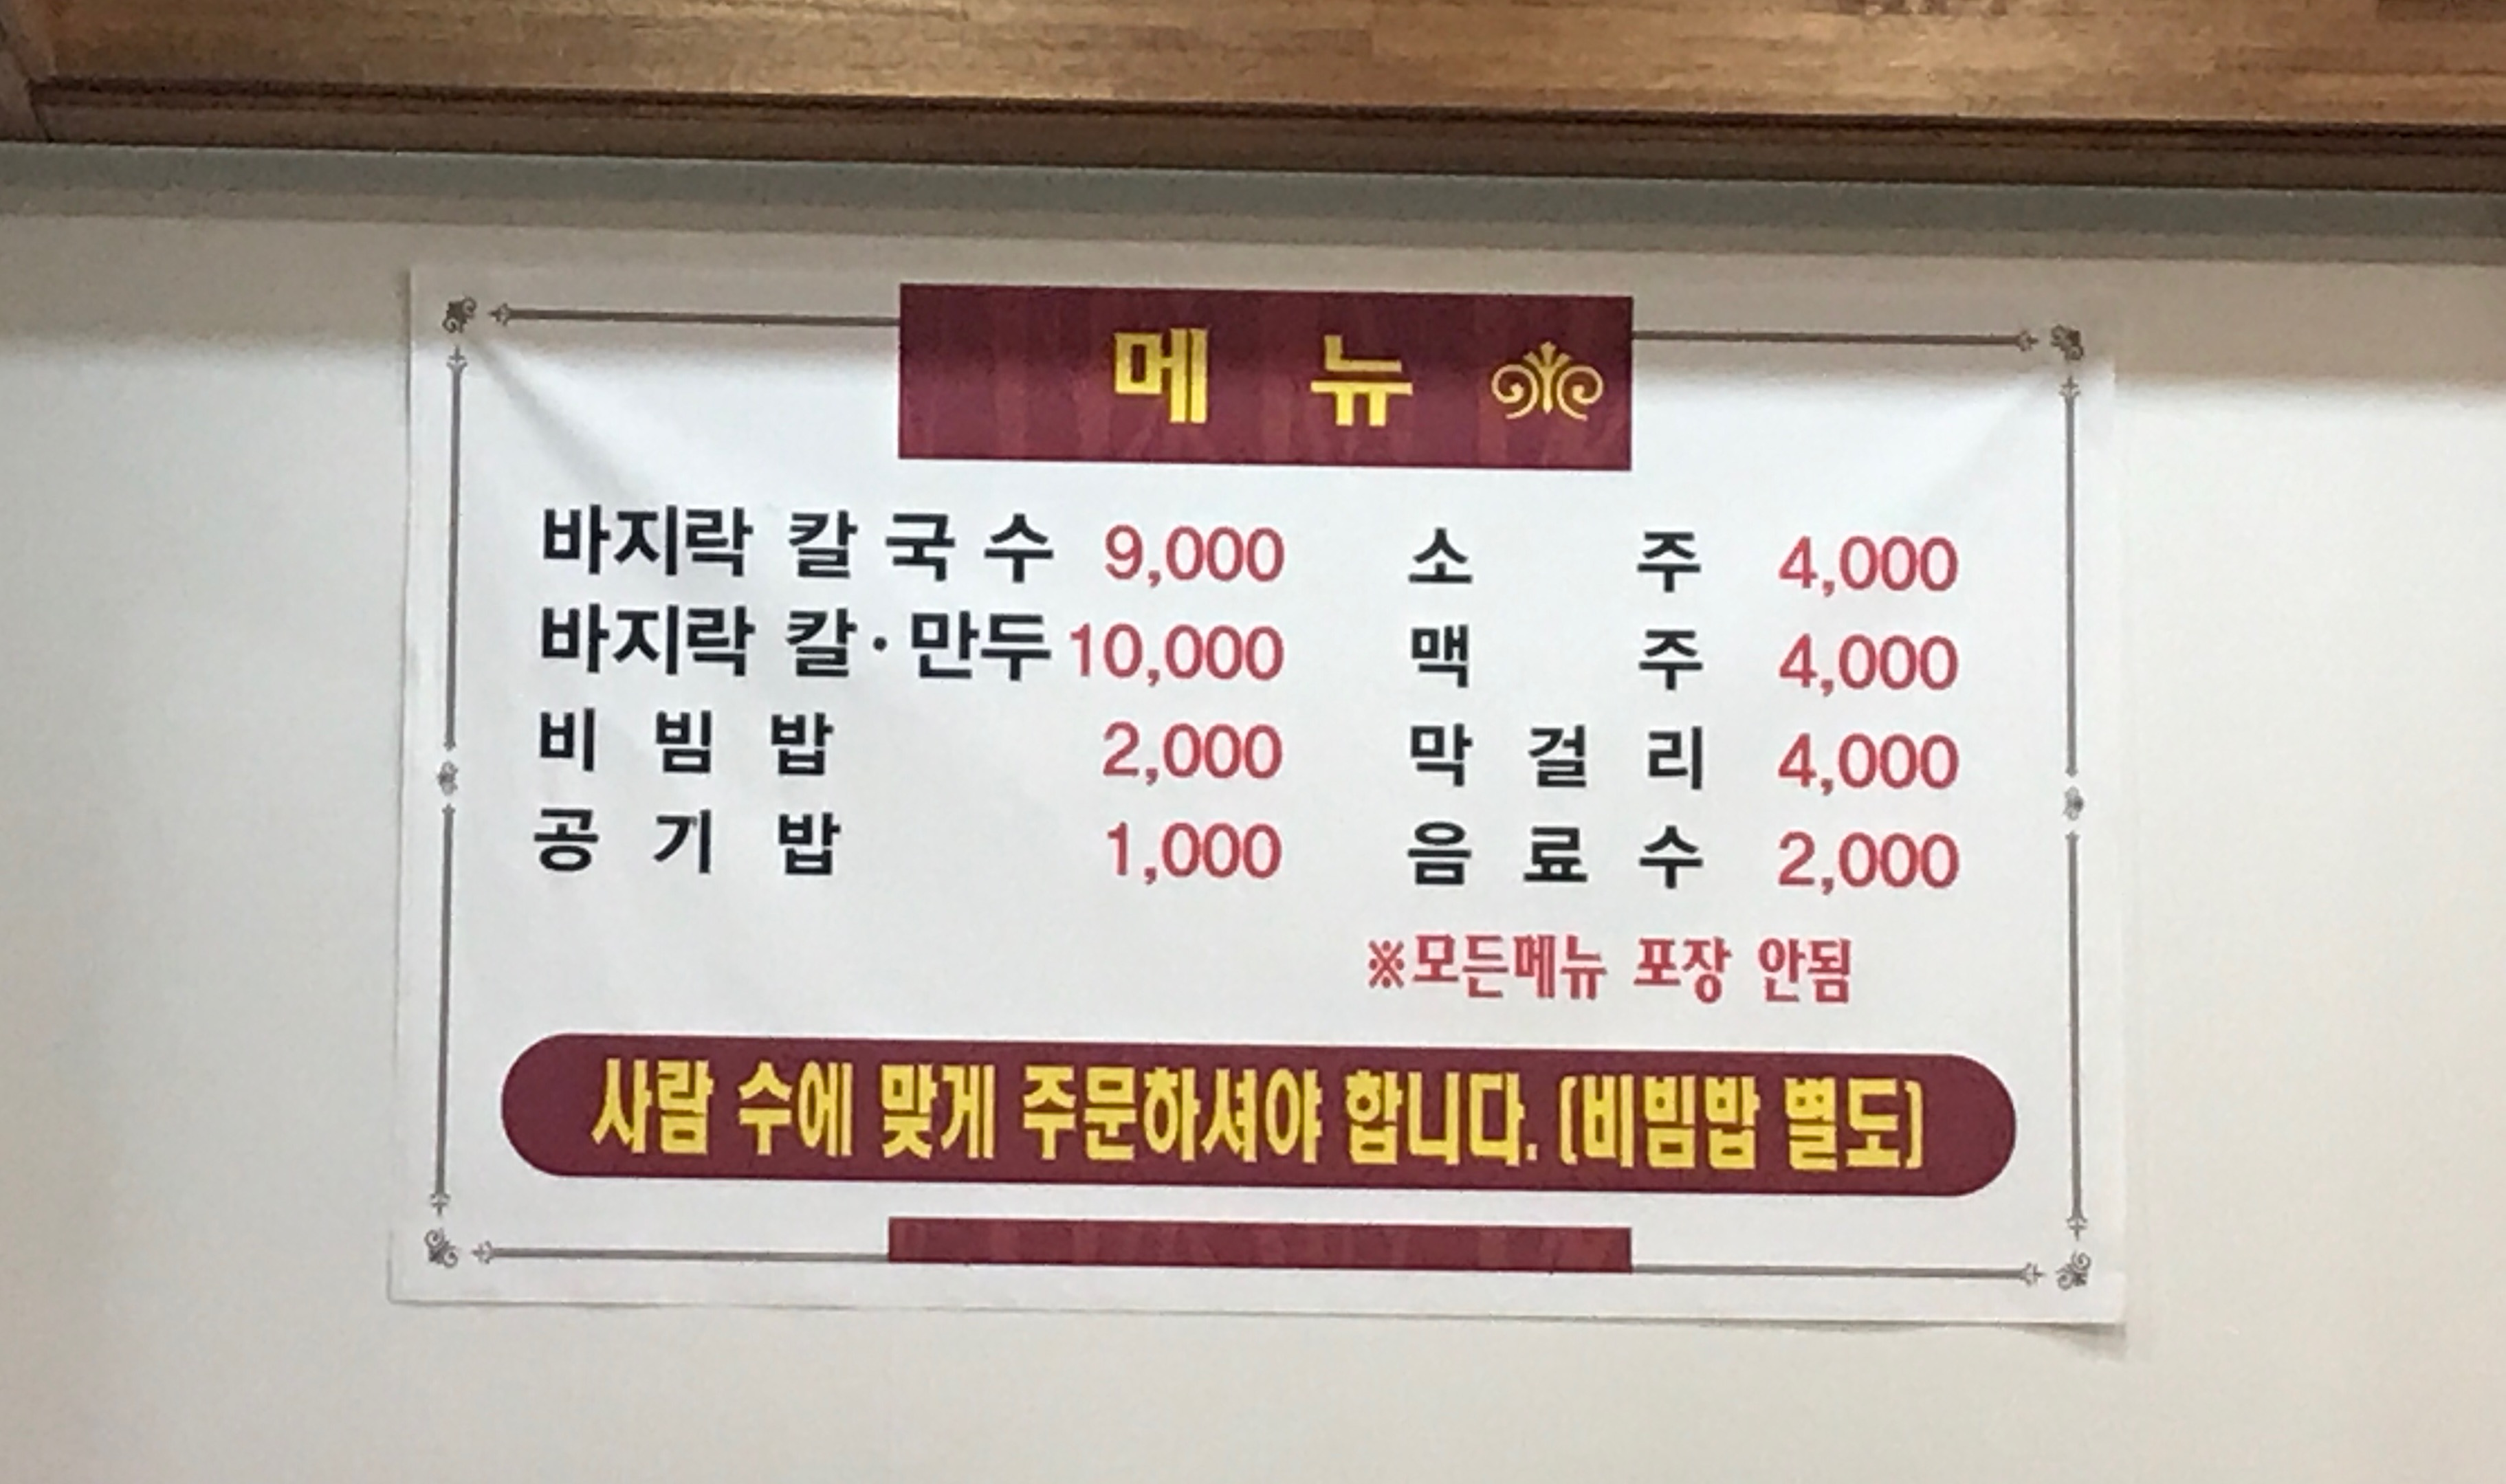 메 뉴
바지락 칼국수 9,000
바지락 칼·만두 10,000
비 빔 밥 2,000
공 기 밥 1,000
소 주 4,000
맥 주 4,000
막 걸 리 4,000
음 료 수 2,000
※모든메뉴 포장 안됨
사람 수에 맞게 주문하셔야 합니다. (비빔밥 별도)